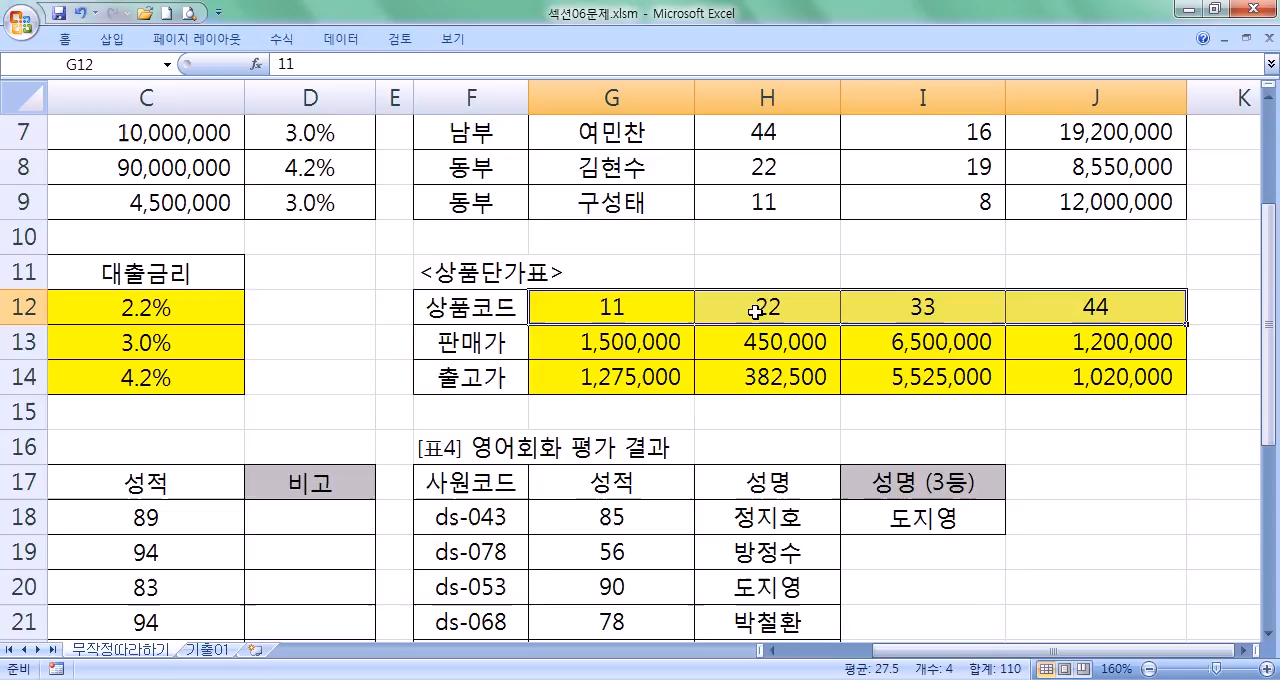 섹션06문제.xlsm - Microsoft Excel
홈 삽입 페이지 레이아웃 수식 데이터 검토 보기
G12 fx 11
C D E F G H I J K
7 10,000,000 3.0% 남부 여민찬 44 16 19,200,000
8 90,000,000 4.2% 동부 김현수 22 19 8,550,000
9 4,500,000 3.0% 동부 구성태 11 8 12,000,000
10
11 대출금리 <상품단가표>
12 2.2% 상품코드 11 22 33 44
13 3.0% 판매가 1,500,000 450,000 6,500,000 1,200,000
14 4.2% 출고가 1,275,000 382,500 5,525,000 1,020,000
15
16 [표4] 영어회화 평가 결과
17 성적 비고 사원코드 성적 성명 성명 (3등)
18 89 ds-043 85 정지호 도지영
19 94 ds-078 56 방정수
20 83 ds-053 90 도지영
21 94 ds-068 78 박철환
무작정따라하기 기출01
준비 평균: 27.5 개수: 4 합계: 110 160%